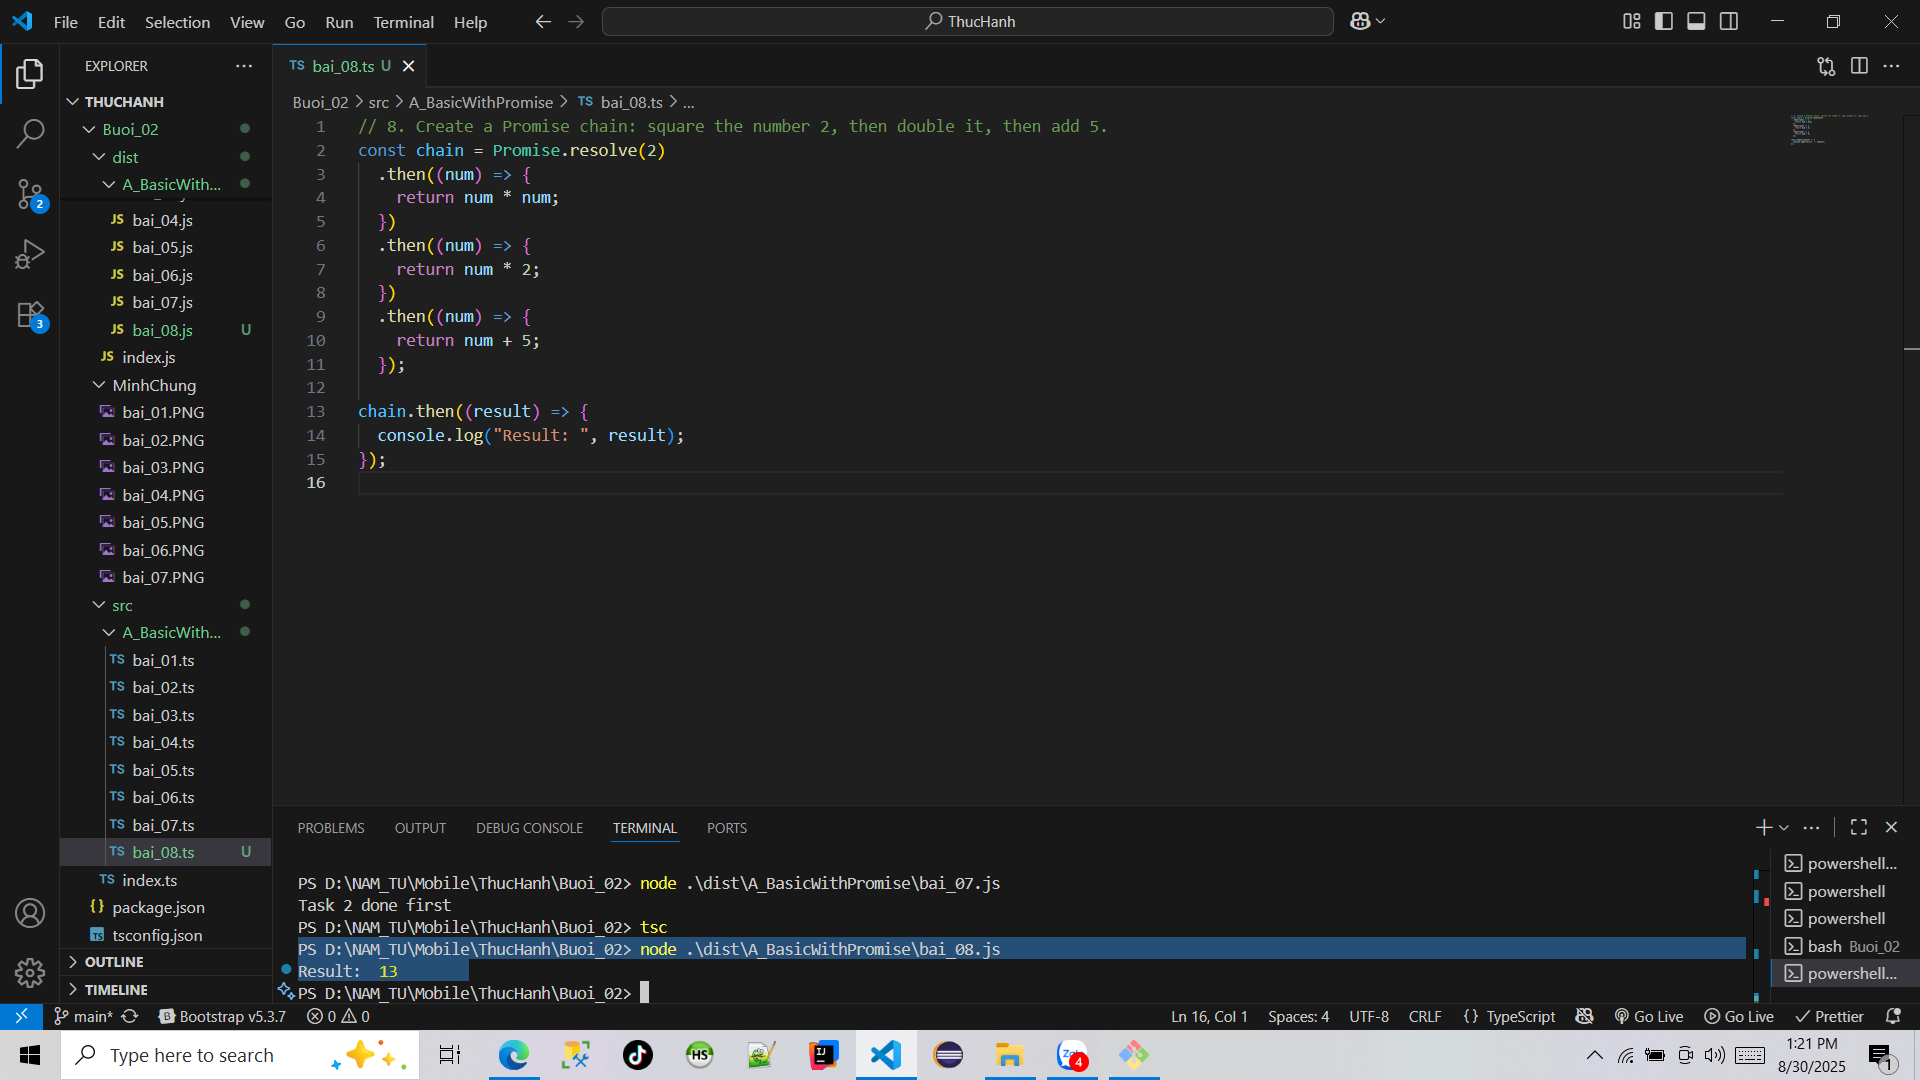 File Edit Selection View Go Run Terminal Help
ThucHanh
EXPLORER
THUCHANH
Buoi_02
dist
A_BasicWith...
bai_04.js
bai_05.js
bai_06.js
bai_07.js
bai_08.js U
index.js
MinhChung
bai_01.PNG
bai_02.PNG
bai_03.PNG
bai_04.PNG
bai_05.PNG
bai_06.PNG
bai_07.PNG
src
A_BasicWith...
bai_01.ts
bai_02.ts
bai_03.ts
bai_04.ts
bai_05.ts
bai_06.ts
bai_07.ts
bai_08.ts U
index.ts
package.json
tsconfig.json
OUTLINE
TIMELINE
2
3
TS bai_08.ts U
Buoi_02 > src > A_BasicWithPromise > TS bai_08.ts > ...
1 // 8. Create a Promise chain: square the number 2, then double it, then add 5.
2 const chain = Promise.resolve(2)
3 .then((num) => {
4 return num * num;
5 })
6 .then((num) => {
7 return num * 2;
8 })
9 .then((num) => {
10 return num + 5;
11 });
12
13 chain.then((result) => {
14 console.log("Result: ", result);
15 });
16
PROBLEMS OUTPUT DEBUG CONSOLE TERMINAL PORTS
PS D:\NAM_TU\Mobile\ThucHanh\Buoi_02> node .\dist\A_BasicWithPromise\bai_07.js
Task 2 done first
PS D:\NAM_TU\Mobile\ThucHanh\Buoi_02> tsc
PS D:\NAM_TU\Mobile\ThucHanh\Buoi_02> node .\dist\A_BasicWithPromise\bai_08.js
Result:  13
PS D:\NAM_TU\Mobile\ThucHanh\Buoi_02>
powershell...
powershell
powershell
bash Buoi_02
powershell...
main* Bootstrap v5.3.7 0 0 Ln 16, Col 1 Spaces: 4 UTF-8 CRLF {} TypeScript Go Live Go Live Prettier
Type here to search
HS
4
1:21 PM
8/30/2025
1